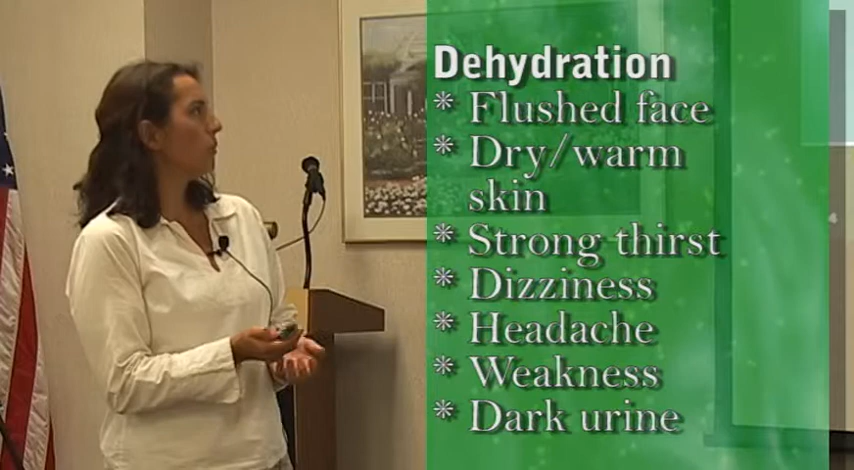 Dehydration
* Flushed face
* Dry/warm
skin
* Strong thirst
* Dizziness
* Headache
* Weakness
* Dark urine